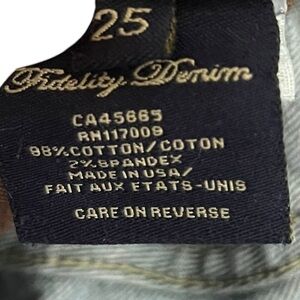 25
Fidelity Denim
CA45665
RN117009
98%COTTON/COTON
2%SPANDEX
MADE IN USA/
FAIT AUX ETATS-UNIS
CARE ON REVERSE